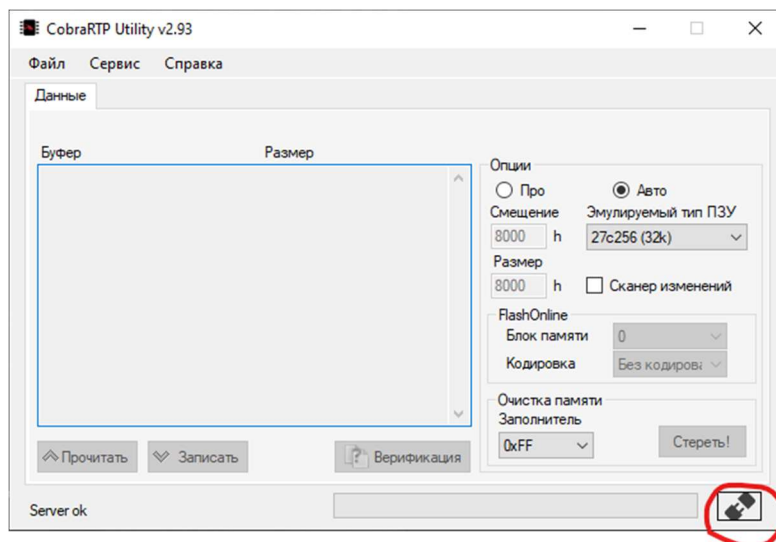 CobraRTP Utility v2.93
Файл Сервис Справка
Данные
Буфер Размер
Опции
Про Авто
Смещение Эмулируемый тип ПЗУ
8000 h 27c256 (32k)
Размер
8000 h Сканер изменений
FlashOnline
Блок памяти 0
Кодировка Без кодирова
Очистка памяти
Заполнитель
0xFF Стереть!
Прочитать Записать Верификация
Server ok